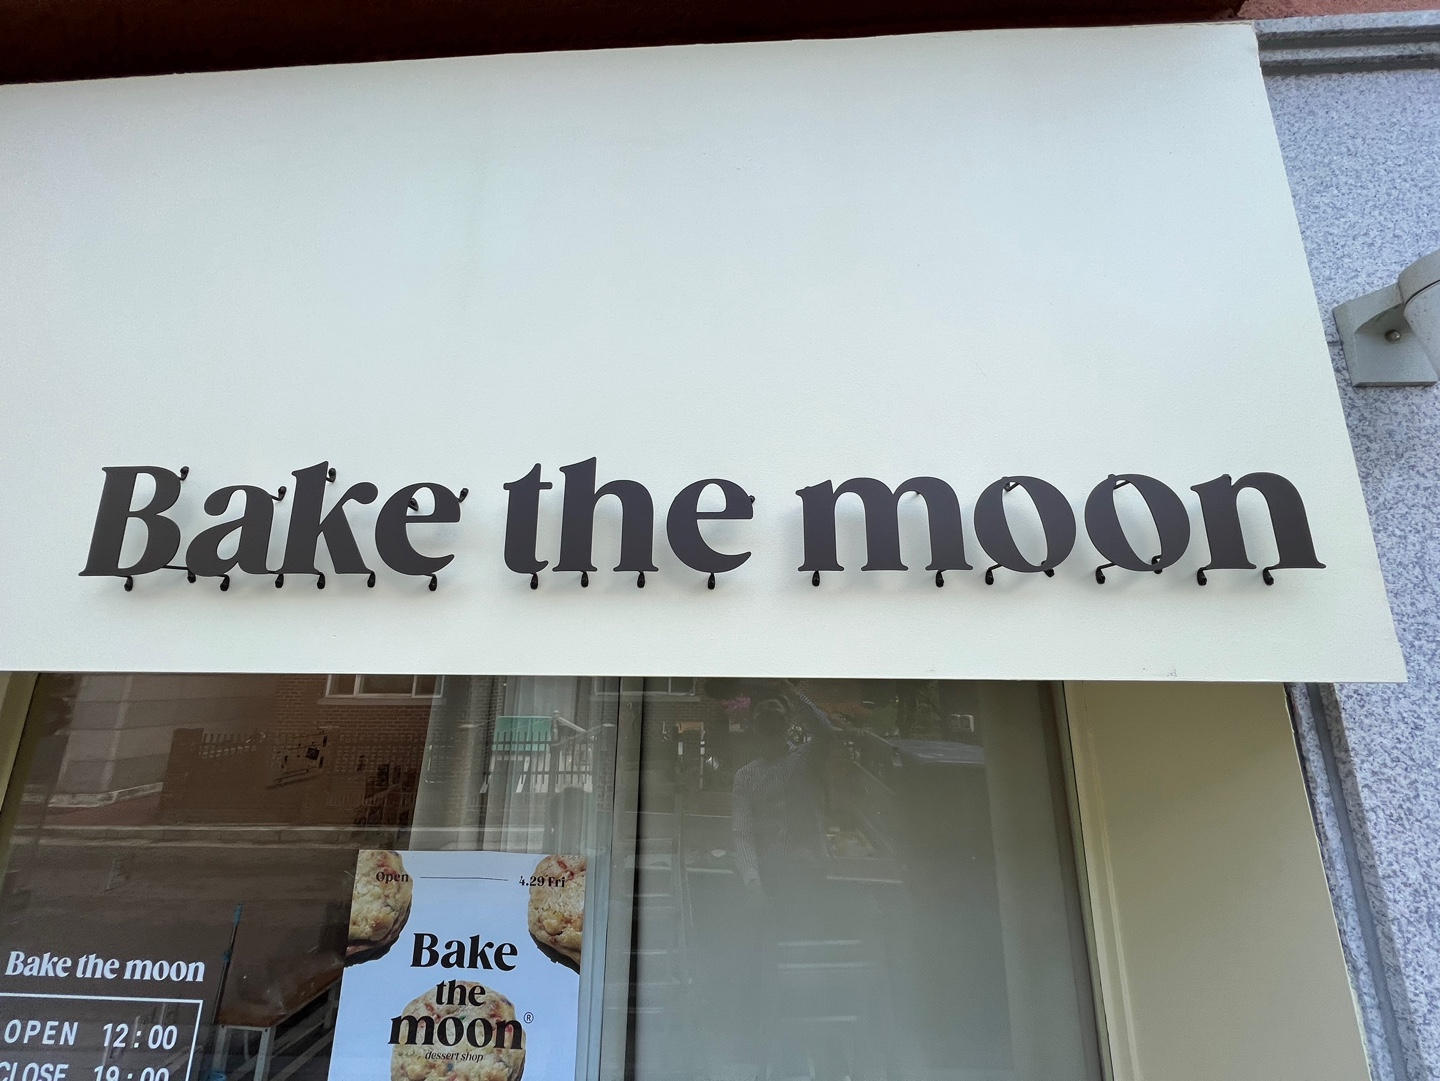 Bake the moon
Open 4.29 Fri
Bake
the
moon®
dessert shop
Bake the moon
OPEN 12:00
CLOSE 19:00